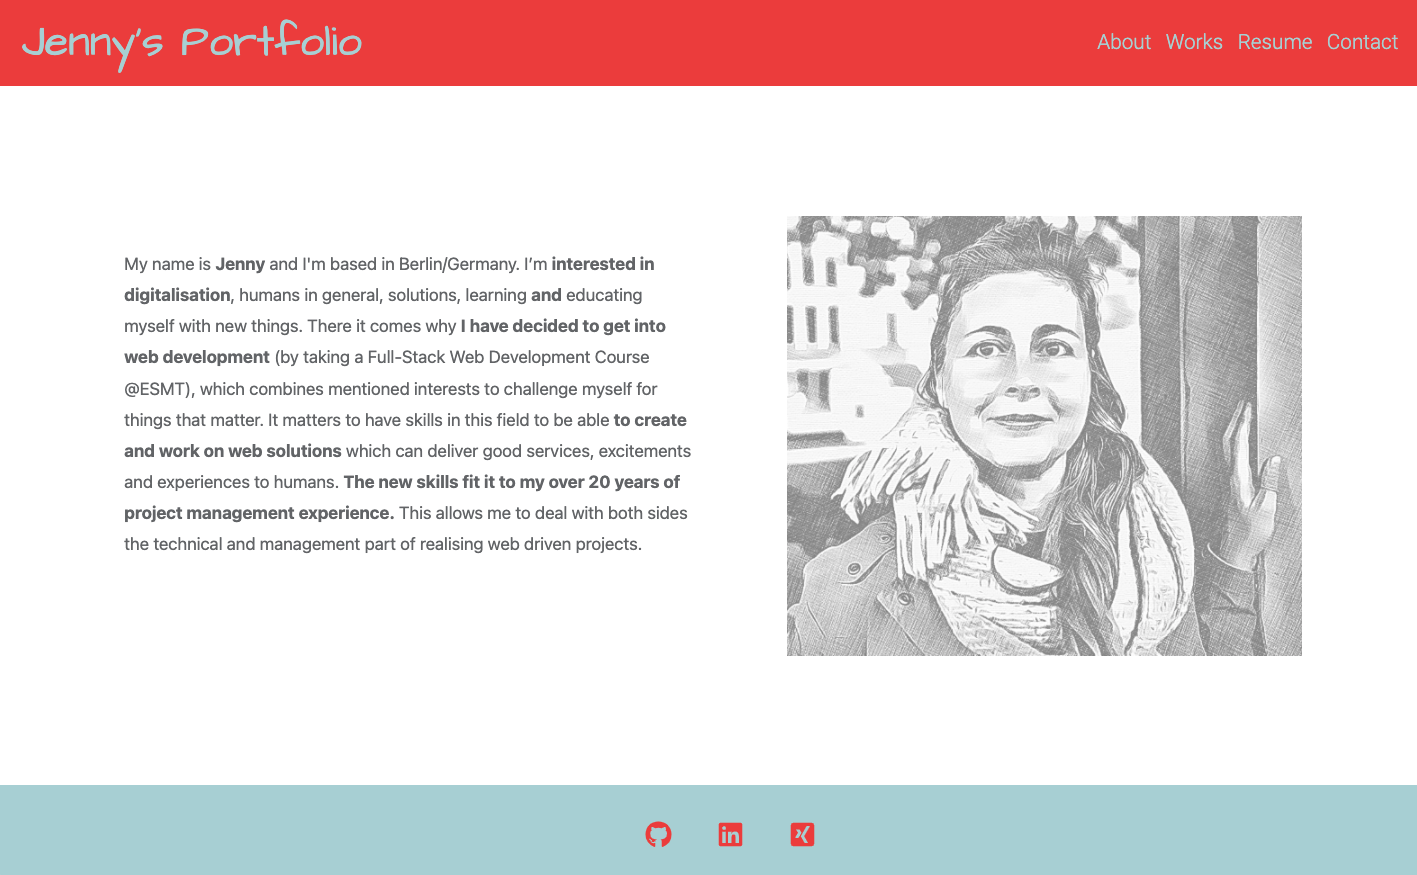 Jenny's Portfolio
About Works Resume Contact
My name is Jenny and I'm based in Berlin/Germany. I’m interested in
digitalisation, humans in general, solutions, learning and educating
myself with new things. There it comes why I have decided to get into
web development (by taking a Full-Stack Web Development Course
@ESMT), which combines mentioned interests to challenge myself for
things that matter. It matters to have skills in this field to be able to create
and work on web solutions which can deliver good services, excitements
and experiences to humans. The new skills fit it to my over 20 years of
project management experience. This allows me to deal with both sides
the technical and management part of realising web driven projects.
in